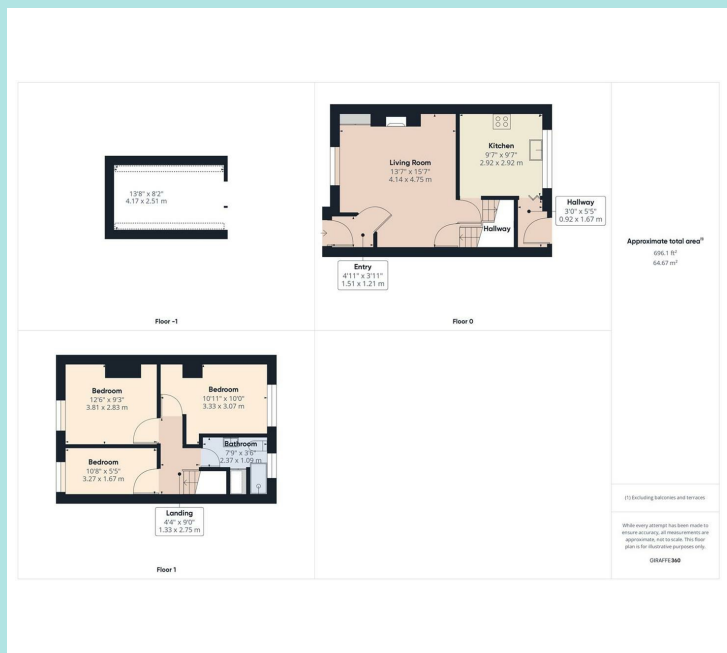 13'8" x 8'2"
4.17 x 2.51 m
Floor -1
Living Room
13'7" x 15'7"
4.14 x 4.75 m
Kitchen
9'7" x 9'7"
2.92 x 2.92 m
Hallway
3'0" x 5'5"
0.92 x 1.67 m
Hallway
Entry
4'11" x 3'11"
1.51 x 1.21 m
Floor 0
Approximate total area⁽¹⁾
696.1 ft²
64.67 m²
Bedroom
12'6" x 9'3"
3.81 x 2.83 m
Bedroom
10'11" x 10'0"
3.33 x 3.07 m
Bathroom
7'9" x 3'6"
2.37 x 1.09 m
Bedroom
10'8" x 5'5"
3.27 x 1.67 m
Landing
4'4" x 9'0"
1.33 x 2.75 m
Floor 1
(1) Excluding balconies and terraces
While every attempt has been made to
ensure accuracy, all measurements are
approximate, not to scale. This floor
plan is for illustrative purposes only.
GIRAFFE360